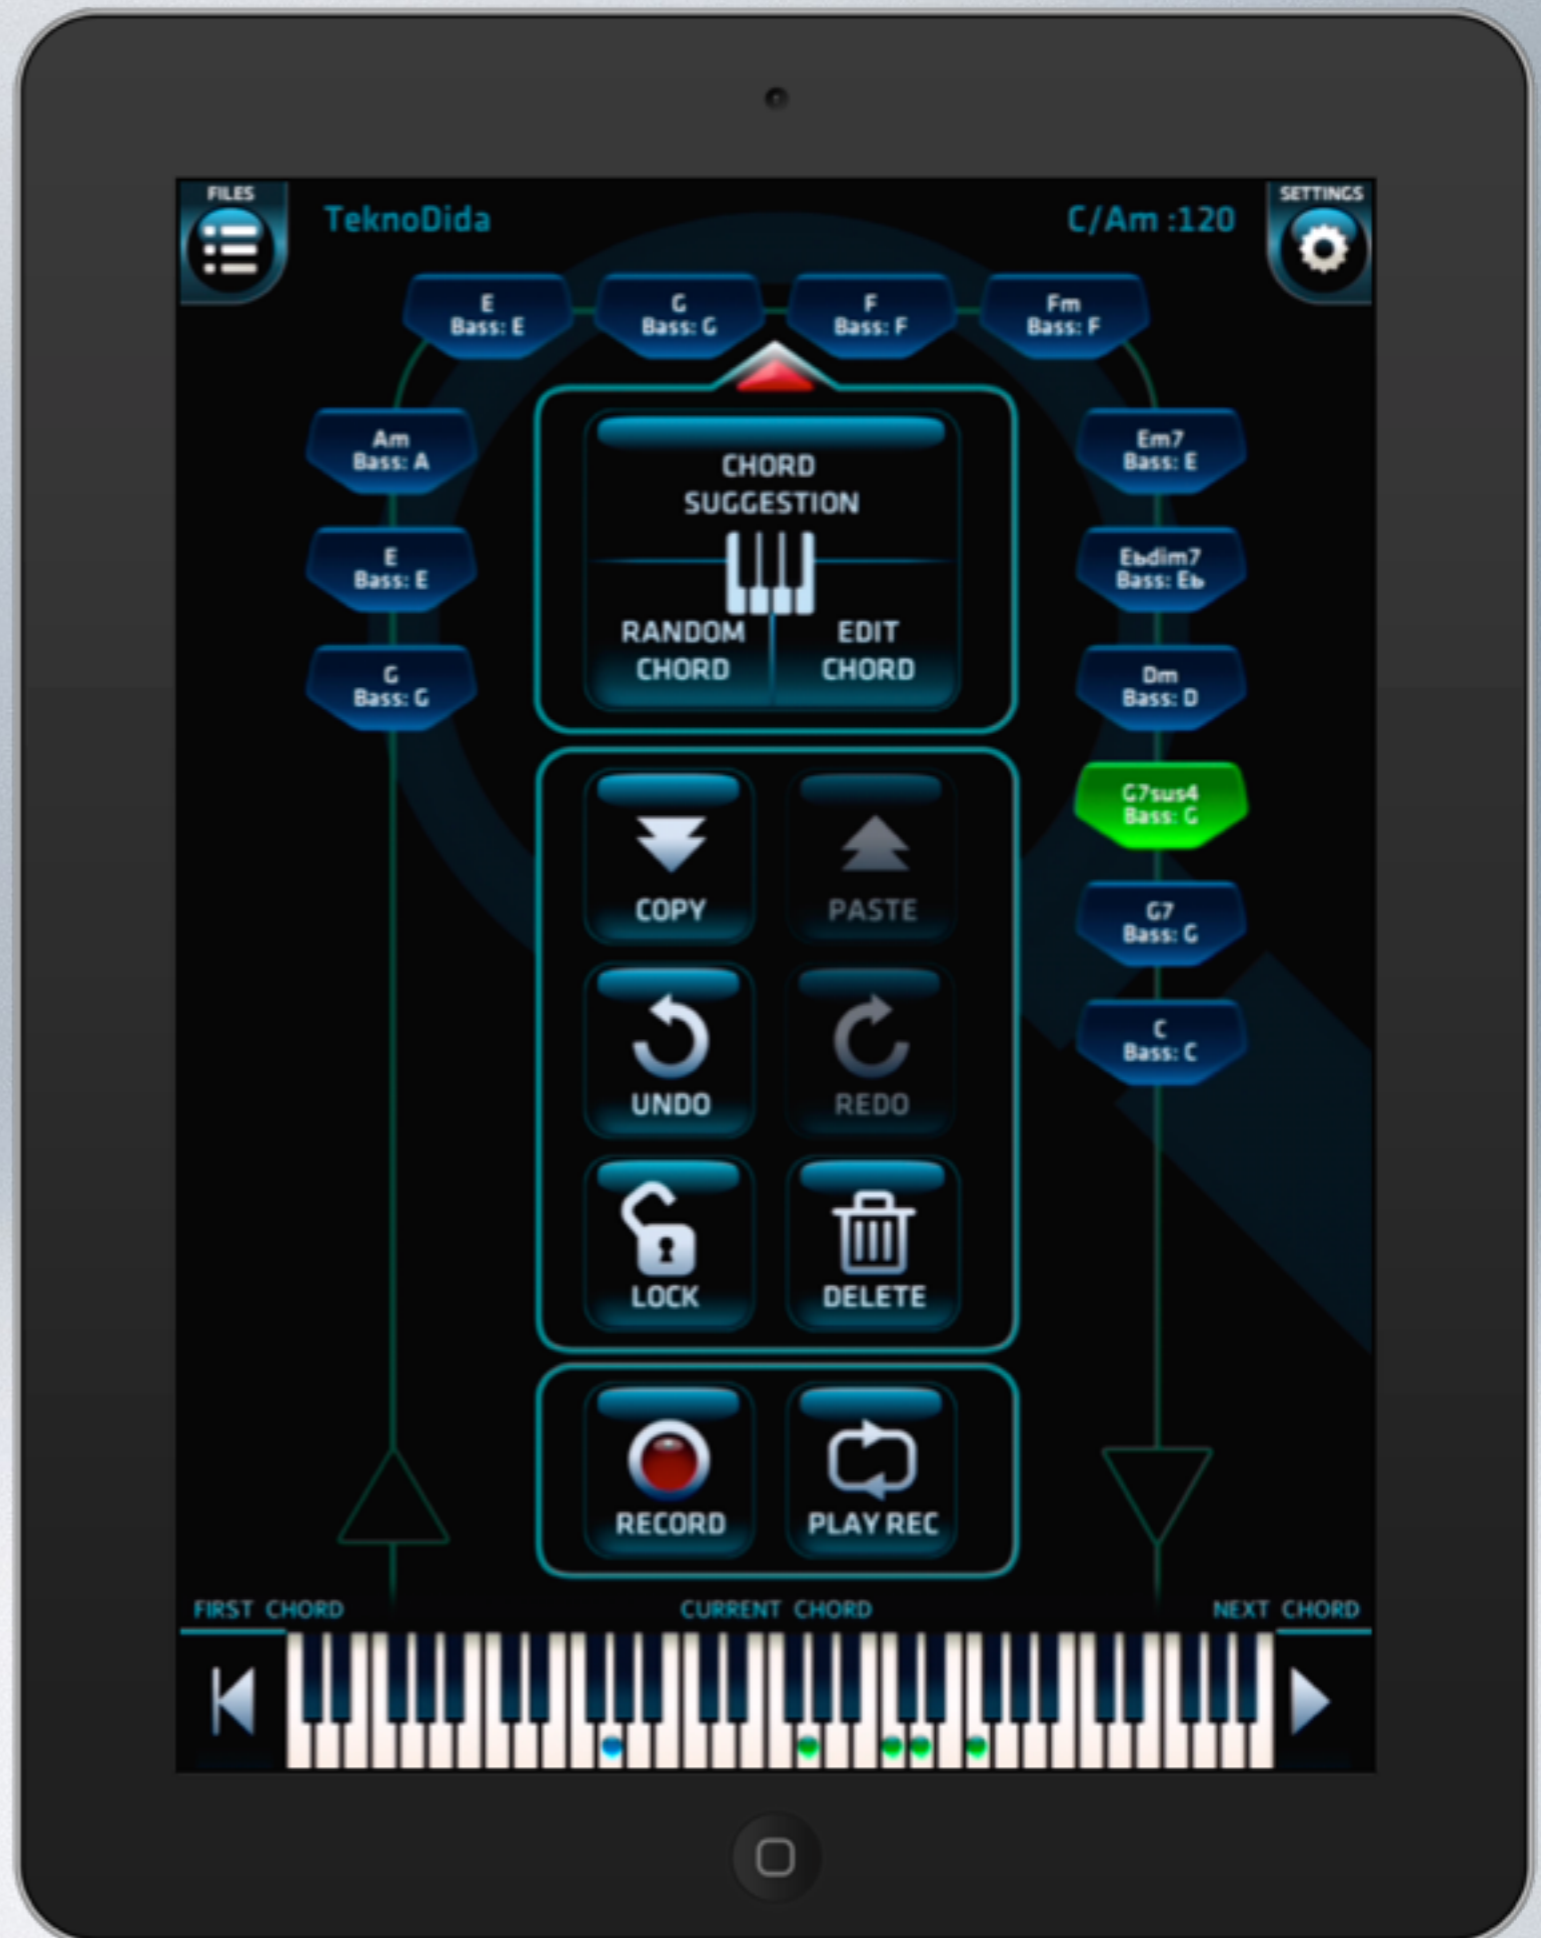 FILES
TeknoDida
C/Am :120
SETTINGS
E
Bass: E
G
Bass: G
F
Bass: F
Fm
Bass: F
Am
Bass: A
E
Bass: E
G
Bass: G
CHORD
SUGGESTION
RANDOM
CHORD
EDIT
CHORD
Em7
Bass: E
E♭dim7
Bass: E♭
Dm
Bass: D
G7sus4
Bass: G
G7
Bass: G
C
Bass: C
COPY
PASTE
UNDO
REDO
LOCK
DELETE
RECORD
PLAY REC
FIRST CHORD
CURRENT CHORD
NEXT CHORD